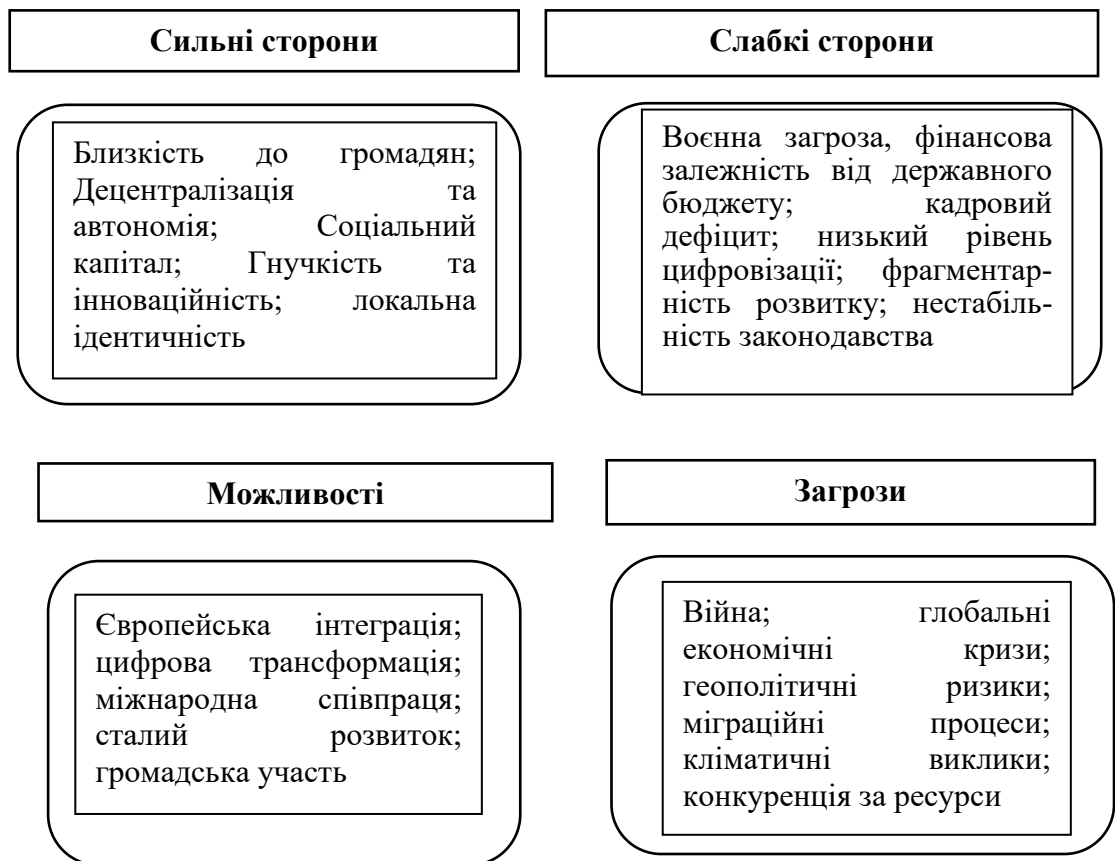 Сильні сторони
Слабкі сторони
Близкість до громадян;
Децентралізація та
автономія; Соціальний
капітал; Гнучкість та
інноваційність; локальна
ідентичність
Воєнна загроза, фінансова
залежність від державного
бюджету; кадровий
дефіцит; низький рівень
цифровізації; фрагментар-
ність розвитку; нестабіль-
ність законодавства
Можливості
Загрози
Європейська інтеграція;
цифрова трансформація;
міжнародна співпраця;
сталий розвиток;
громадська участь
Війна; глобальні
економічні кризи;
геополітичні ризики;
міграційні процеси;
кліматичні виклики;
конкуренція за ресурси